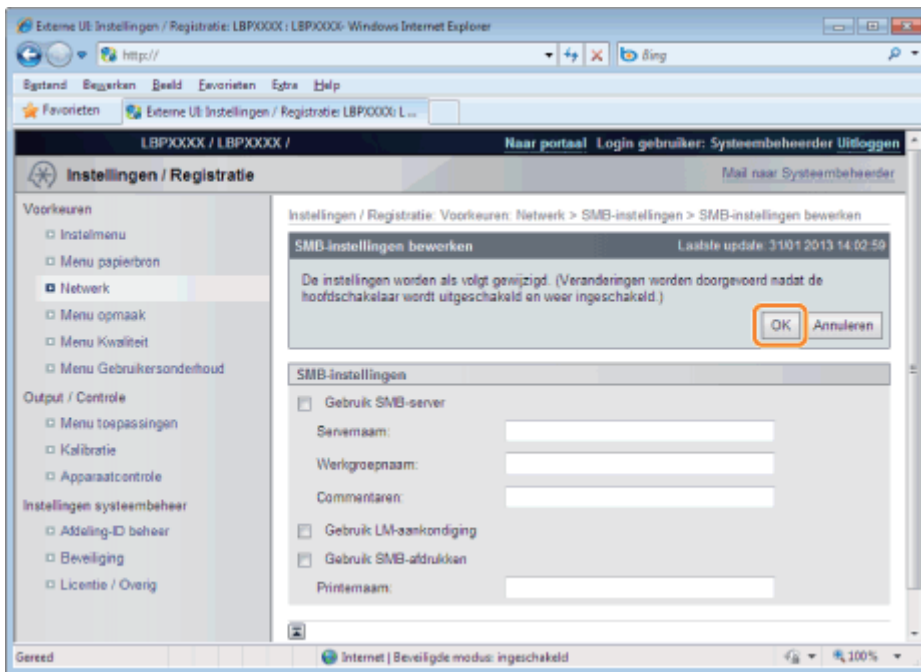 Externe UI: Instellingen / Registratie: LBPXXXX : LBPXXXX- Windows Internet Explorer
http://
Bing
Bestand Bewerken Beeld Favorieten Extra Help
Favorieten
Externe UI: Instellingen / Registratie: LBPXXXX: L...
LBPXXXX / LBPXXXX /
Naar portaal Login gebruiker: Systeembeheerder Uitloggen
Instellingen / Registratie
Mail naar Systeembeheerder
Voorkeuren
Instelmenu
Menu papierbron
Netwerk
Menu opmaak
Menu Kwaliteit
Menu Gebruikersonderhoud
Output / Controle
Menu toepassingen
Kalibratie
Apparaatcontrole
Instellingen systeembeheer
Afdeling-ID beheer
Beveiliging
Licentie / Overig
Instellingen / Registratie: Voorkeuren: Netwerk > SMB-instellingen > SMB-instellingen bewerken
SMB-instellingen bewerken
Laatste update: 31/01 2013 14:02:59
De instellingen worden als volgt gewijzigd. (Veranderingen worden doorgevoerd nadat de
hoofdschakelaar wordt uitgeschakeld en weer ingeschakeld.)
OK Annuleren
SMB-instellingen
Gebruik SMB-server
Servernaam:
Werkgroepnaam:
Commentaren:
Gebruik LM-aankondiging
Gebruik SMB-afdrukken
Printernaam:
Gereed
Internet | Beveiligde modus: ingeschakeld
100%